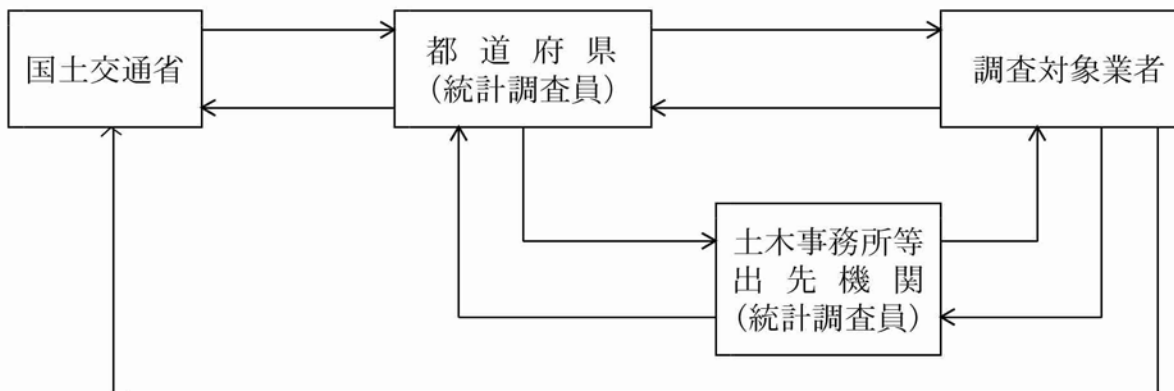 国土交通省
都道府県
(統計調査員)
調査対象業者
土木事務所等
出先機関
(統計調査員)